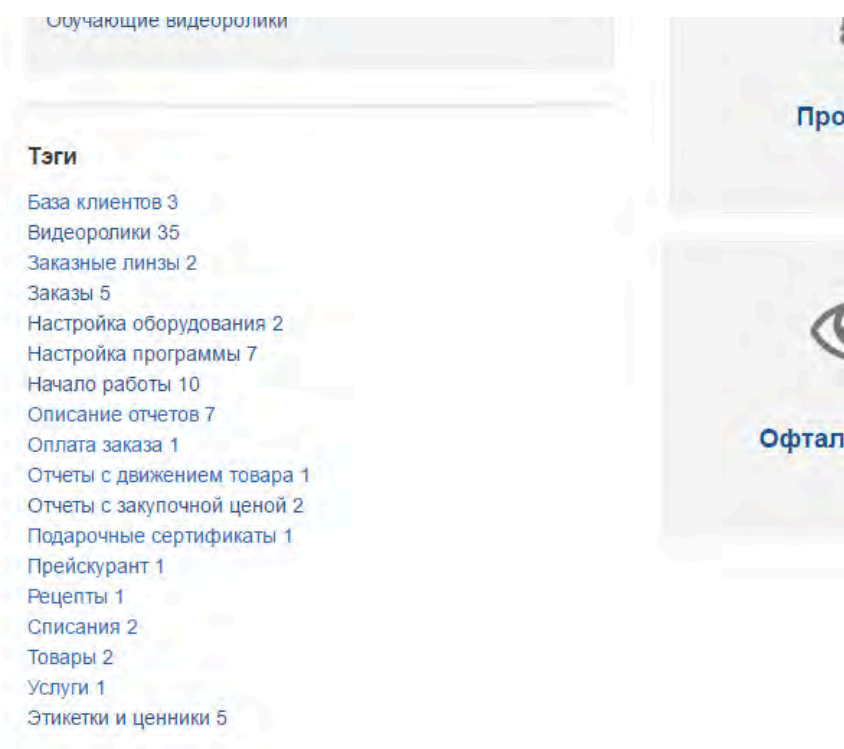 Обучающие видеоролики
Тэги
База клиентов 3
Видеоролики 35
Заказные линзы 2
Заказы 5
Настройка оборудования 2
Настройка программы 7
Начало работы 10
Описание отчетов 7
Оплата заказа 1
Отчеты с движением товара 1
Отчеты с закупочной ценой 2
Подарочные сертификаты 1
Прейскурант 1
Рецепты 1
Списания 2
Товары 2
Услуги 1
Этикетки и ценники 5
Про
Офтал